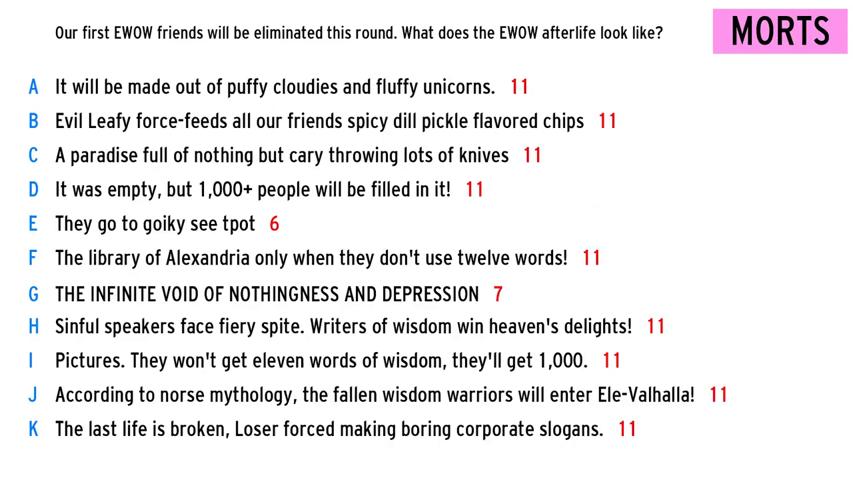 Our first EWOW friends will be eliminated this round. What does the EWOW afterlife look like?
MORTS
A It will be made out of puffy cloudies and fluffy unicorns. 11
B Evil Leafy force-feeds all our friends spicy dill pickle flavored chips 11
C A paradise full of nothing but cary throwing lots of knives 11
D It was empty, but 1,000+ people will be filled in it! 11
E They go to goiky see tpot 6
F The library of Alexandria only when they don't use twelve words! 11
G THE INFINITE VOID OF NOTHINGNESS AND DEPRESSION 7
H Sinful speakers face fiery spite. Writers of wisdom win heaven's delights! 11
I Pictures. They won't get eleven words of wisdom, they'll get 1,000. 11
J According to norse mythology, the fallen wisdom warriors will enter Ele-Valhalla! 11
K The last life is broken, Loser forced making boring corporate slogans. 11